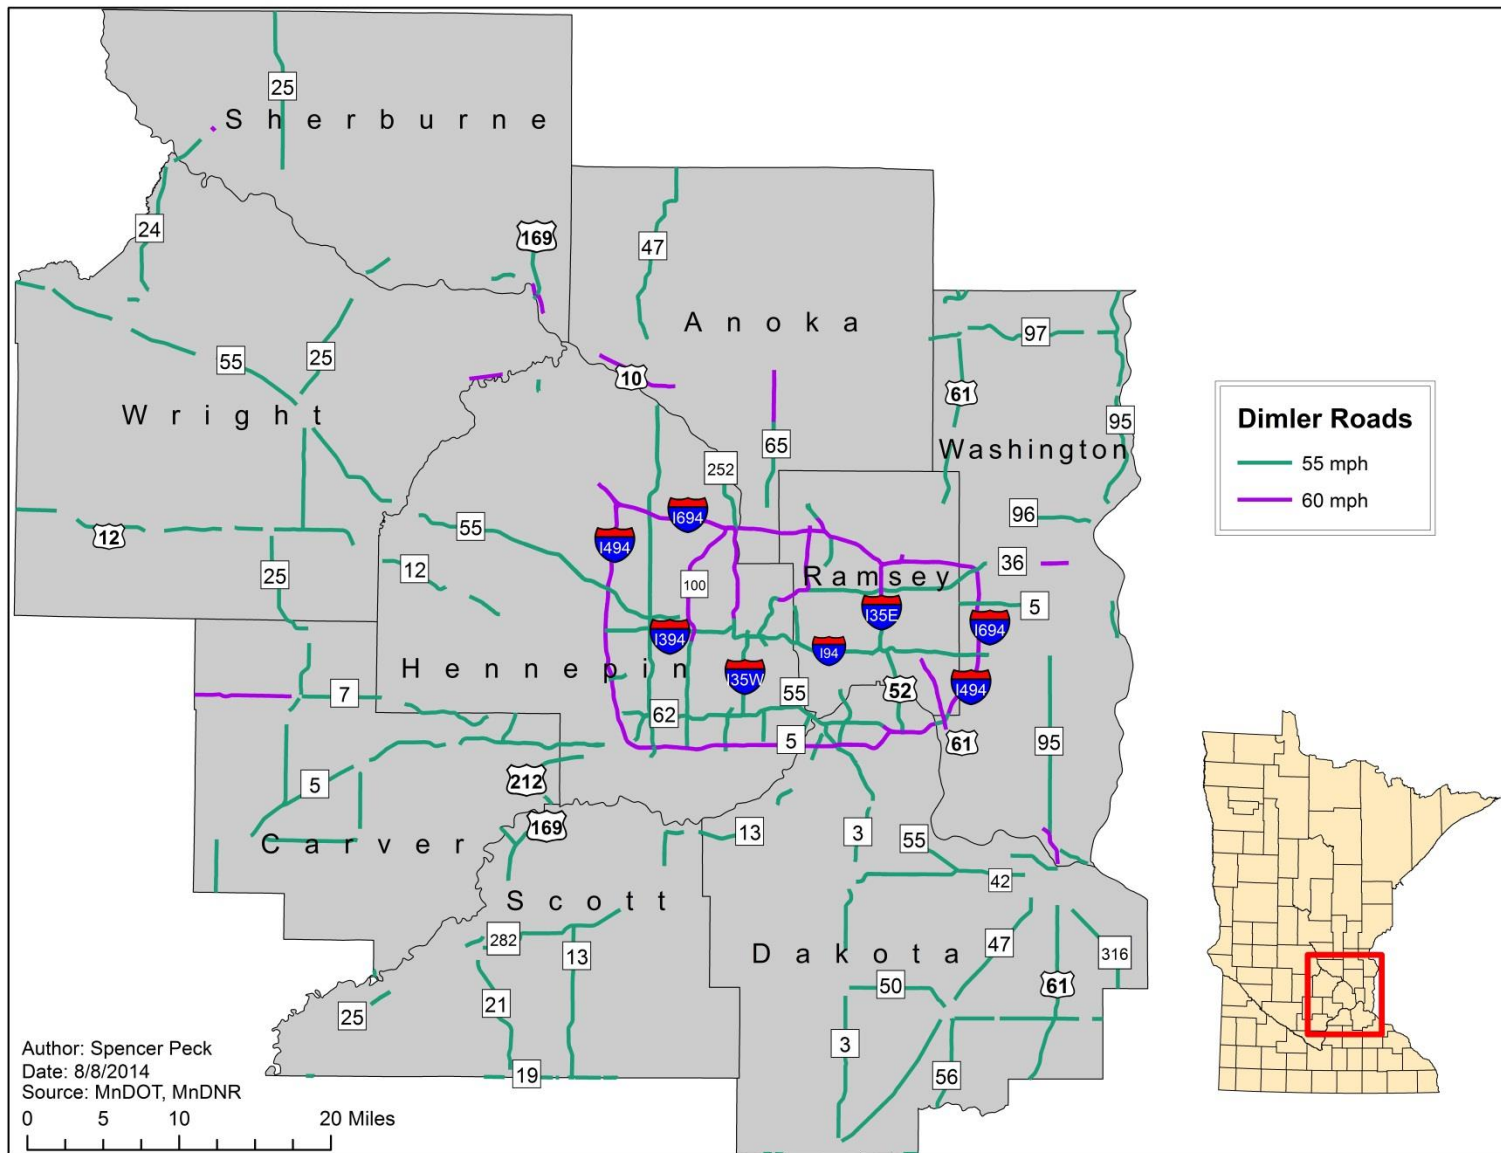 25
Sherburne
24
169
47
Anoka
97
55
25
10
61
Wright
65
95
Washington
252
I694
96
12
55
I494
36
25
12
100
Ramsey
5
I35E
I394
I694
I94
Hennepin
I35W
7
55
52
I494
62
5
61
95
5
212
169
13
3
55
Carver
42
Scott
282
13
47
Dakota
316
50
61
25
21
3
19
56
Dimler Roads
55 mph
60 mph
Author: Spencer Peck
Date: 8/8/2014
Source: MnDOT, MnDNR
0 5 10 20 Miles